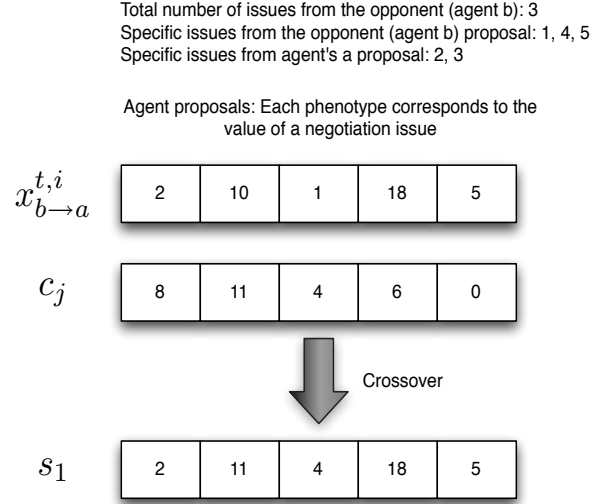 Total number of issues from the opponent (agent b): 3
Specific issues from the opponent (agent b) proposal: 1, 4, 5
Specific issues from agent's a proposal: 2, 3
Agent proposals: Each phenotype corresponds to the
value of a negotiation issue
x_{b→a}^{t,i} 2 10 1 18 5
c_j 8 11 4 6 0
Crossover
s_1 2 11 4 18 5